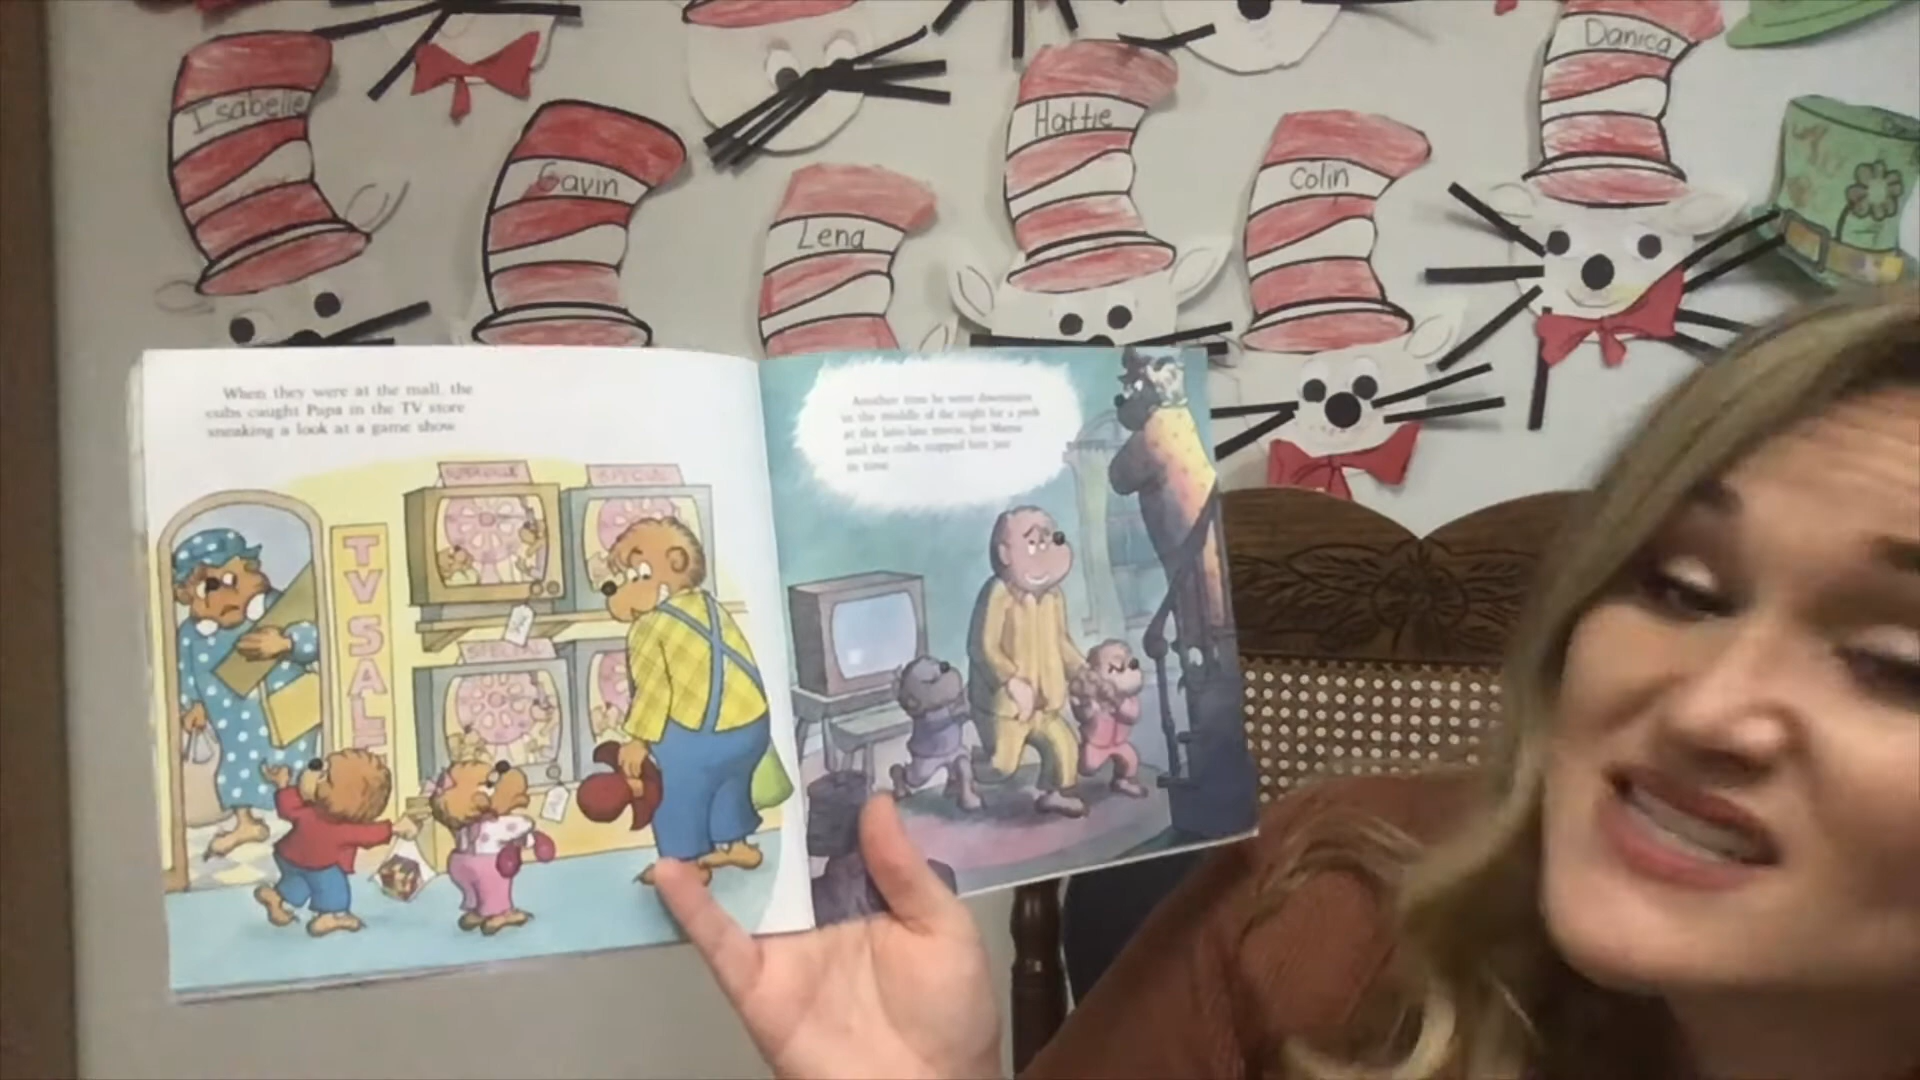 Danica
Isabelle
Hattie
Gavin
Colin
Lena
When they were at the mall, the
cubs caught Papa in the TV store
sneaking a look at a game show.
Another time he went downstairs
in the middle of the night for a peek
at the late-late movie, but Mama
and the cubs nabbed him just
in time.
SPECIAL
TV SALE
SPECIAL